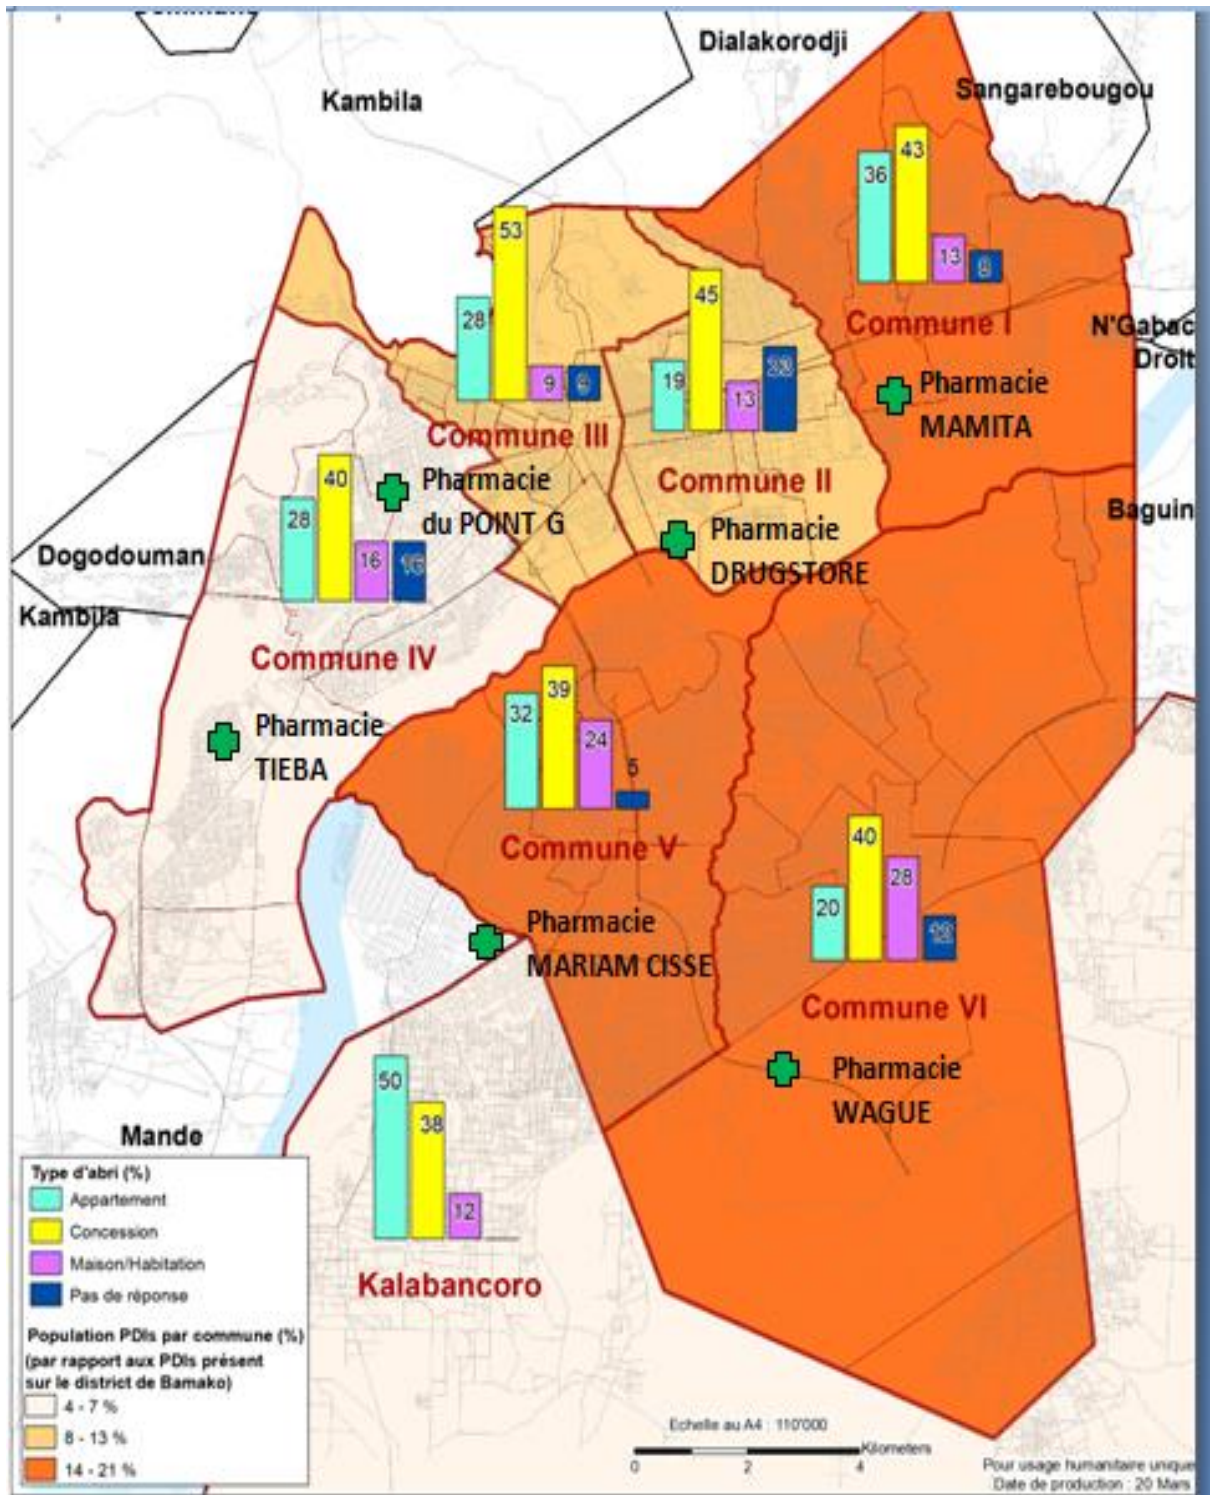 Dialakorodji
Kambila
Sangarebougou
36
43
13
53
28
9
9
45
19
13
Commune I
N'Gabac
Droit
Pharmacie
MAMITA
Commune III
Commune II
40
28
16
16
Pharmacie
du POINT G
Baguin
Pharmacie
DRUGSTORE
Dogodouman
Kambila
Commune IV
39
32
24
5
Pharmacie
TIEBA
Commune V
40
28
20
12
Pharmacie
MARIAM CISSE
Commune VI
Pharmacie
WAGUE
50
38
12
Mande
Kalabancoro
Type d'abri (%)
Appartement
Concession
Maison/Habitation
Pas de réponse
Population PDIs par commune (%)
(par rapport aux PDIs présent
sur le district de Bamako)
4 - 7 %
8 - 13 %
14 - 21 %
Echelle au A4 : 110'000
Kilometers
0 2 4
Pour usage humanitaire unique
Date de production : 20 Mars